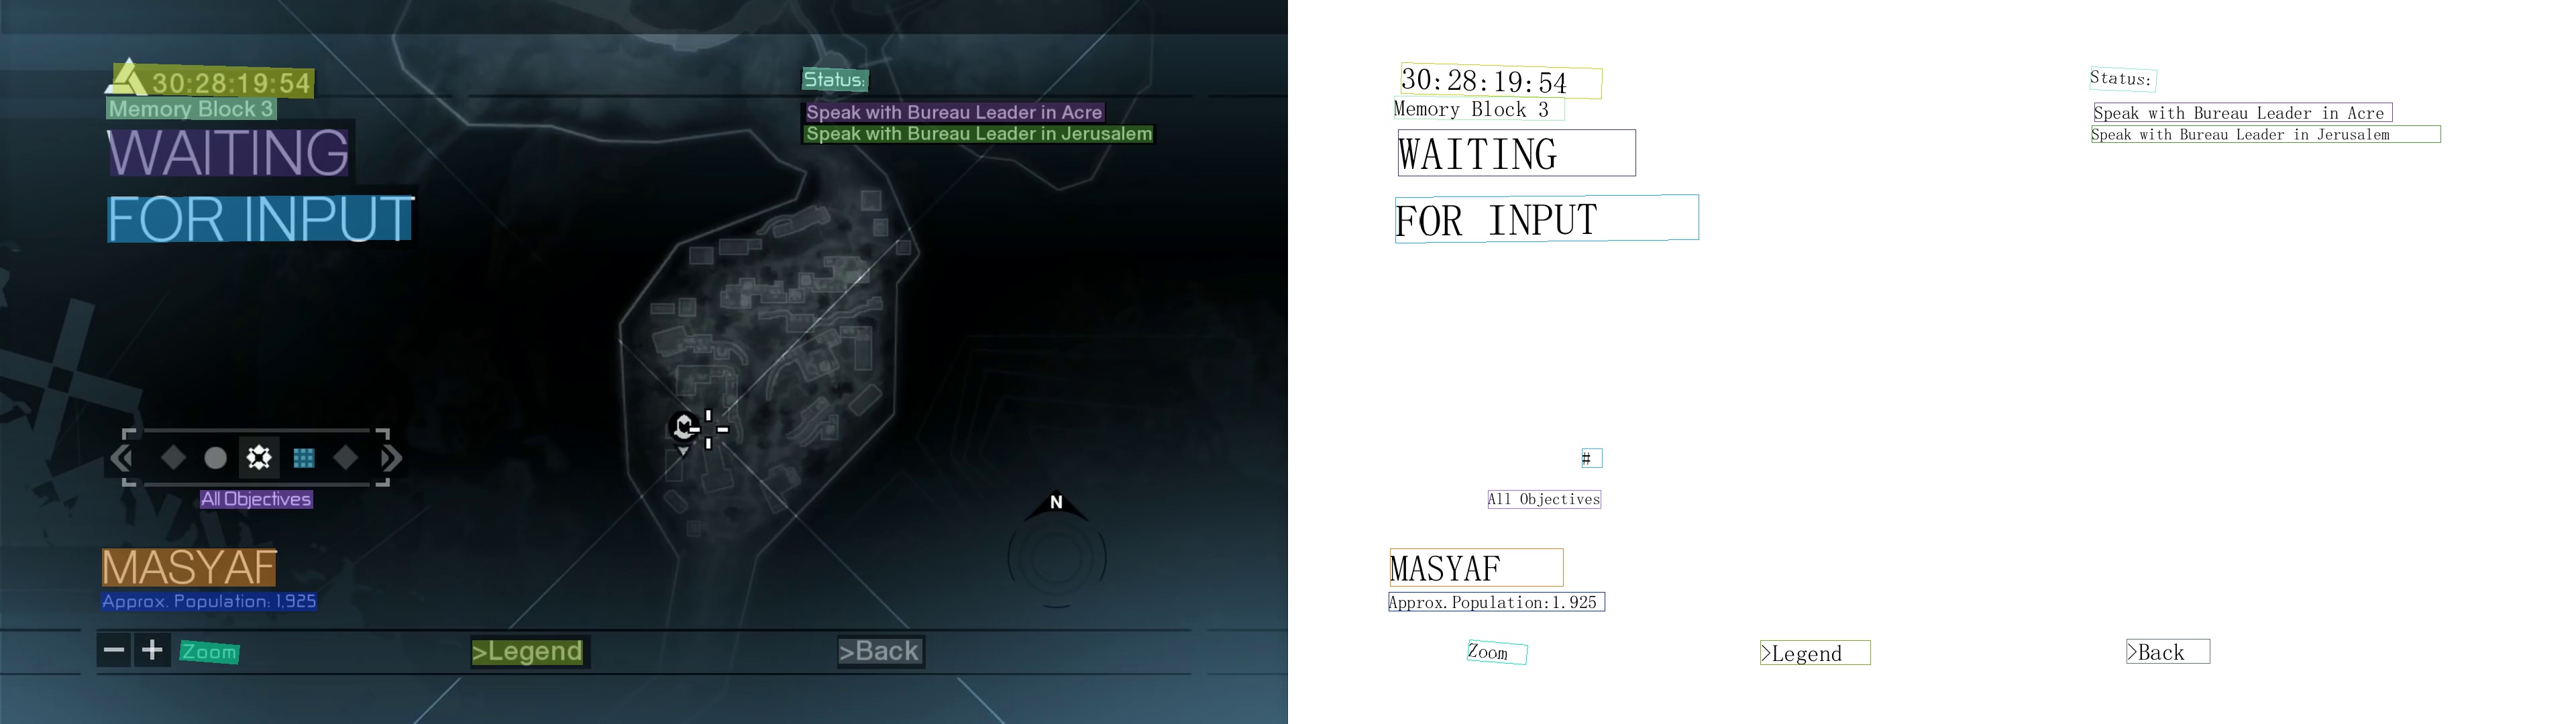 30:28:19:54
Memory Block 3
WAITING
FOR INPUT
Status:
Speak with Bureau Leader in Acre
Speak with Bureau Leader in Jerusalem
All Objectives
N
MASYAF
Approx. Population: 1,925
Zoom
>Legend
>Back
30:28:19:54
Memory Block 3
WAITING
FOR INPUT
Status:
Speak with Bureau Leader in Acre
Speak with Bureau Leader in Jerusalem
#
All Objectives
MASYAF
Approx.Population:1.925
Zoom
>Legend
>Back